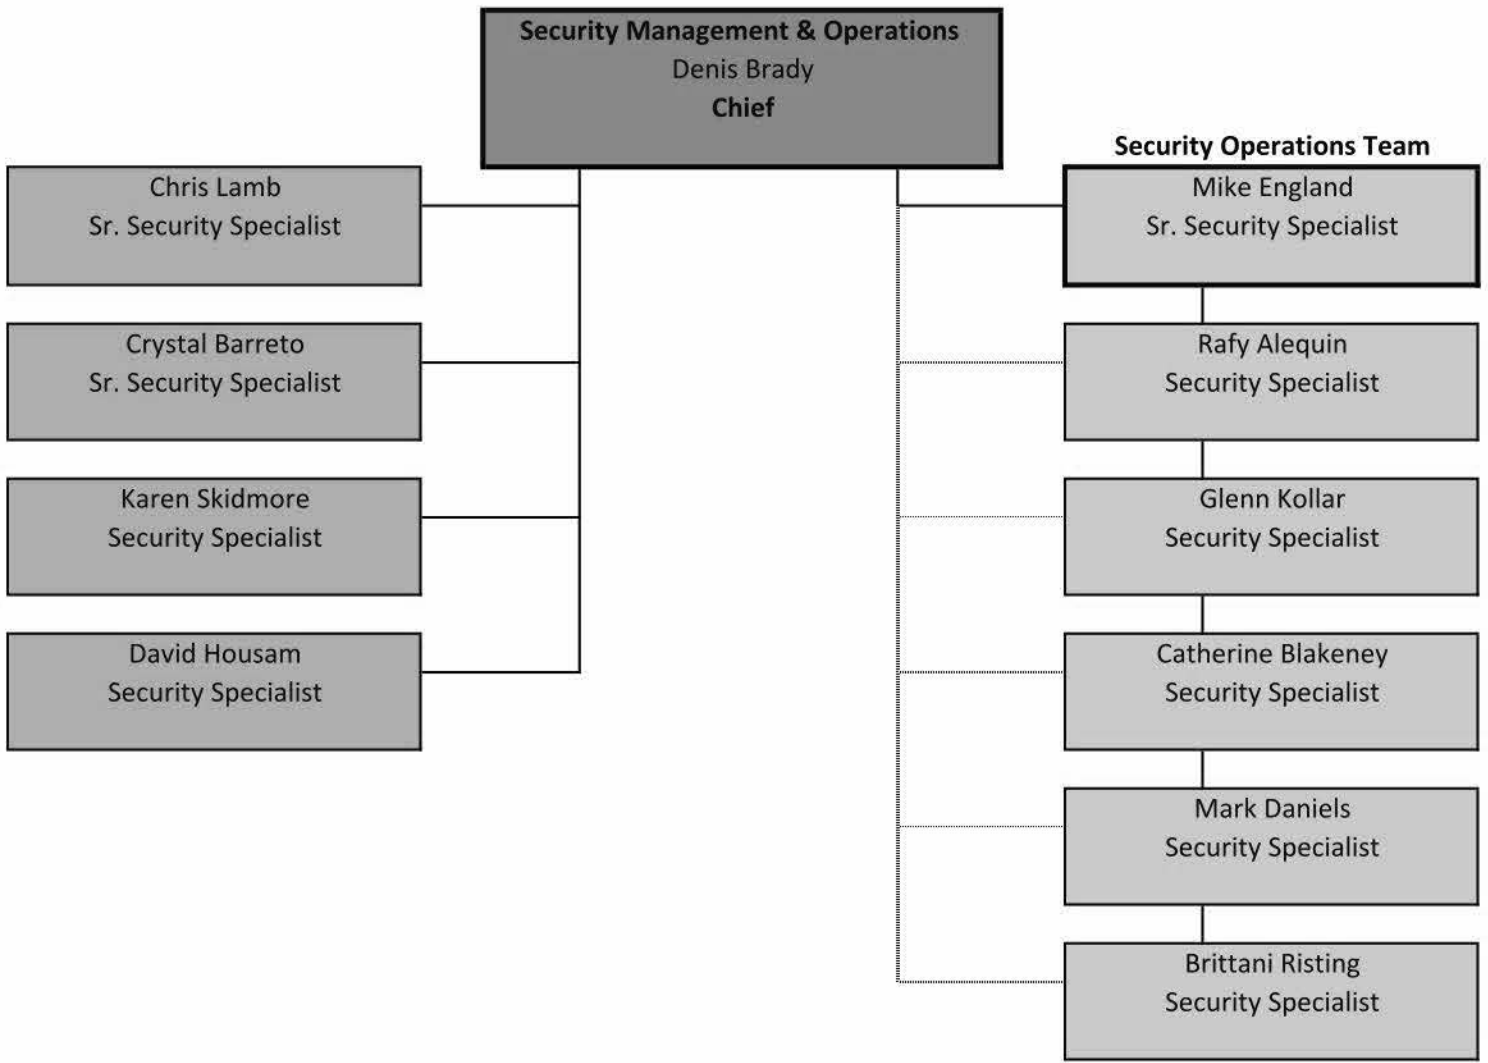 Security Management & Operations
Denis Brady
Chief
Chris Lamb
Sr. Security Specialist
Crystal Barreto
Sr. Security Specialist
Karen Skidmore
Security Specialist
David Housam
Security Specialist
Security Operations Team
Mike England
Sr. Security Specialist
Rafy Alequin
Security Specialist
Glenn Kollar
Security Specialist
Catherine Blakeney
Security Specialist
Mark Daniels
Security Specialist
Brittani Risting
Security Specialist